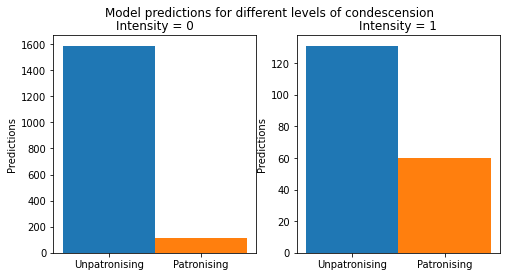 Model predictions for different levels of condescension
Intensity = 0
Predictions
1600
1400
1200
1000
800
600
400
200
0
Unpatronising
Patronising
Intensity = 1
Predictions
120
100
80
60
40
20
0
Unpatronising
Patronising